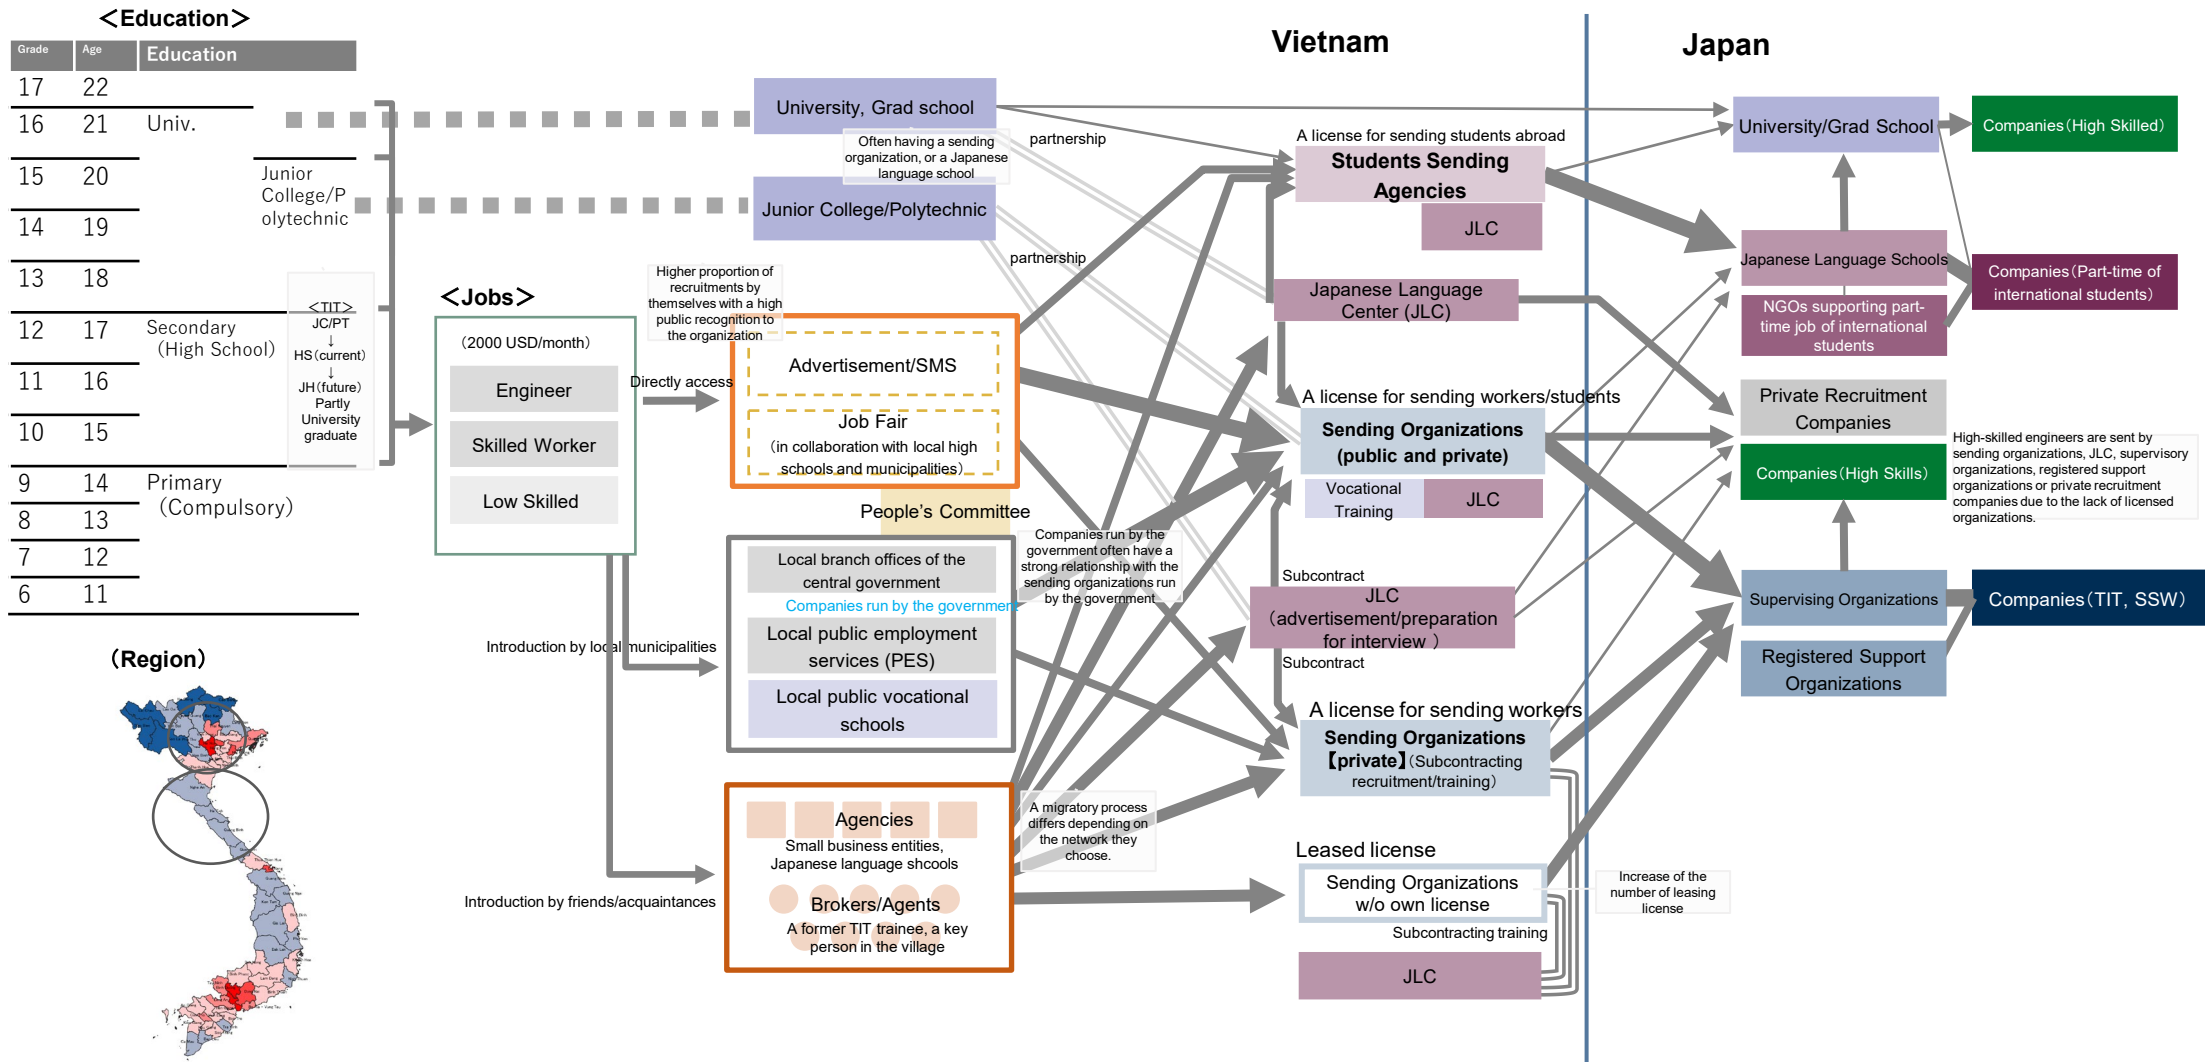 ＜Education＞
Grade Age Education
17 22
16 21 Univ.
15 20
Junior
College/P
olytechnic
14 19
13 18
12 17 Secondary
（High School）
11 16
10 15
9 14 Primary
（Compulsory）
8 13
7 12
6 11
＜TIT＞
JC/PT
↓
HS（current）
↓
JH（future）
Partly
University
graduate
（Region）
＜Jobs＞
（2000 USD/month）
Engineer
Skilled Worker
Low Skilled
Directly access
Introduction by local municipalities
Introduction by friends/acquaintances
Vietnam
University, Grad school
Often having a sending
organization, or a Japanese
language school
Junior College/Polytechnic
partnership
partnership
Higher proportion of
recruitments by
themselves with a high
public recognition to
the organization
Advertisement/SMS
Job Fair
（in collaboration with local high
schools and municipalities）
People's Committee
Local branch offices of the
central government
Companies run by the government
Local public employment
services (PES)
Local public vocational
schools
Companies run by the
government often have a
strong relationship with the
sending organizations run
by the government
Agencies
Small business entities,
Japanese language shcools
Brokers/Agents
A former TIT trainee, a key
person in the village
A migratory process
differs depending on
the network they
choose.
A license for sending students abroad
Students Sending
Agencies
JLC
Japanese Language
Center (JLC)
A license for sending workers/students
Sending Organizations
(public and private)
Vocational
Training
JLC
Subcontract
JLC
（advertisement/preparation
for interview ）
Subcontract
A license for sending workers
Sending Organizations
【private】（Subcontracting
recruitment/training）
Leased license
Sending Organizations
w/o own license
Subcontracting training
JLC
Increase of the
number of leasing
license
Japan
University/Grad School
Companies（High Skilled）
Japanese Language Schools
Companies（Part-time of
international students）
NGOs supporting part-
time job of international
students
Private Recruitment
Companies
Companies（High Skills）
High-skilled engineers are sent by
sending organizations, JLC, supervisory
organizations, registered support
organizations or private recruitment
companies due to the lack of licensed
organizations.
Supervising Organizations
Companies（TIT, SSW）
Registered Support
Organizations